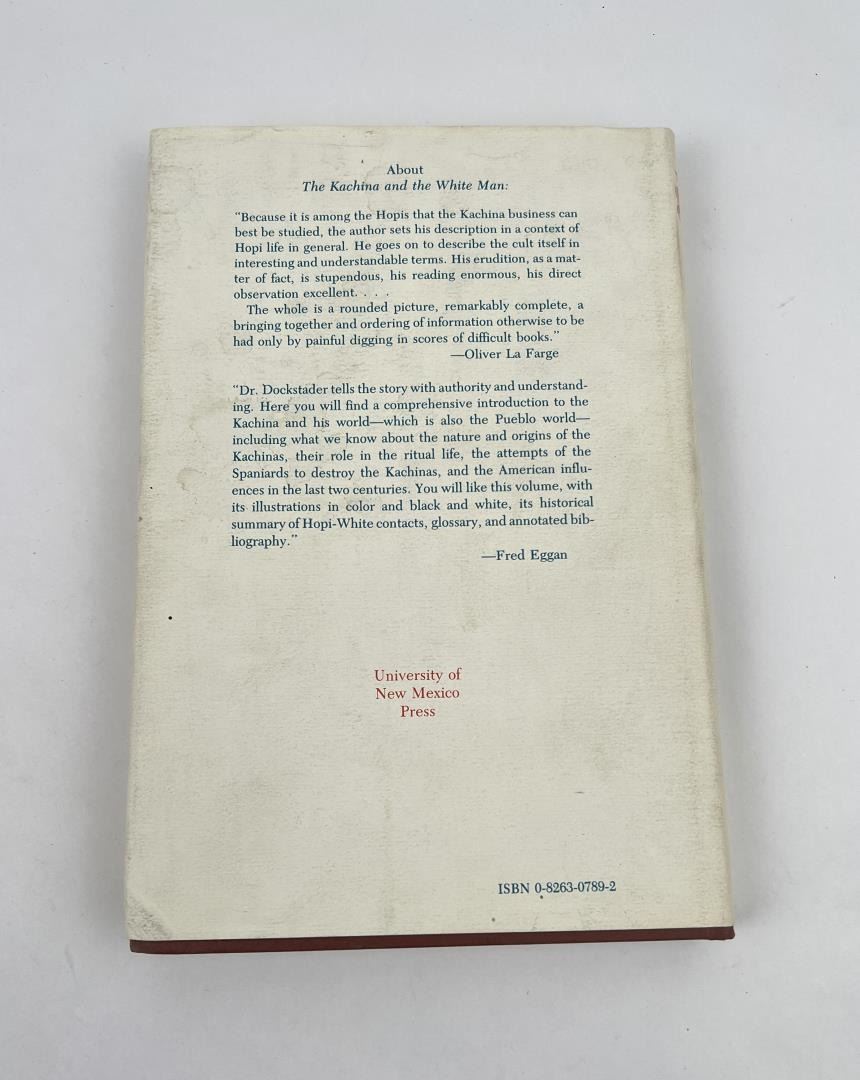 About
The Kachina and the White Man:
“Because it is among the Hopis that the Kachina business can
best be studied, the author sets his description in a context of
Hopi life in general. He goes on to describe the cult itself in
interesting and understandable terms. His erudition, as a mat-
ter of fact, is stupendous, his reading enormous, his direct
observation excellent. . . .
The whole is a rounded picture, remarkably complete, a
bringing together and ordering of information otherwise to be
had only by painful digging in scores of difficult books.”
—Oliver La Farge
“Dr. Dockstader tells the story with authority and understand-
ing. Here you will find a comprehensive introduction to the
Kachina and his world—which is also the Pueblo world—
including what we know about the nature and origins of the
Kachinas, their role in the ritual life, the attempts of the
Spaniards to destroy the Kachinas, and the American influ-
ences in the last two centuries. You will like this volume, with
its illustrations in color and black and white, its historical
summary of Hopi-White contacts, glossary, and annotated bib-
liography.”
—Fred Eggan
University of
New Mexico
Press
ISBN 0-8263-0789-2